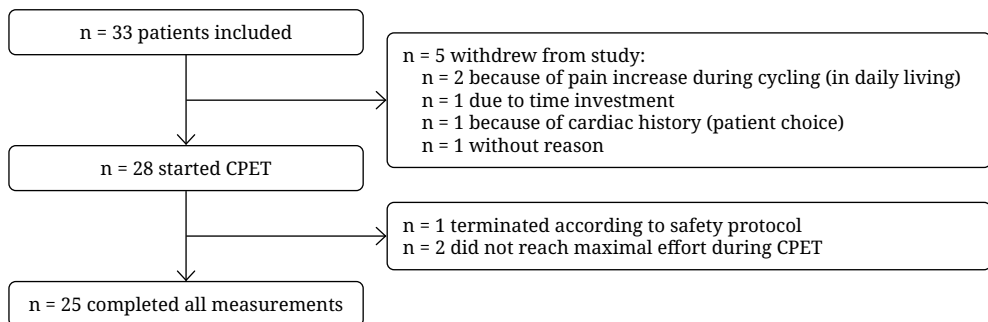 n = 33 patients included
n = 5 withdrew from study:
n = 2 because of pain increase during cycling (in daily living)
n = 1 due to time investment
n = 1 because of cardiac history (patient choice)
n = 1 without reason
n = 28 started CPET
n = 1 terminated according to safety protocol
n = 2 did not reach maximal effort during CPET
n = 25 completed all measurements